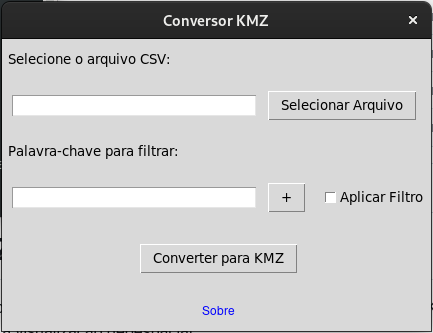 Conversor KMZ ×
Selecione o arquivo CSV:
Selecionar Arquivo
Palavra-chave para filtrar:
+ Aplicar Filtro
Converter para KMZ
Sobre